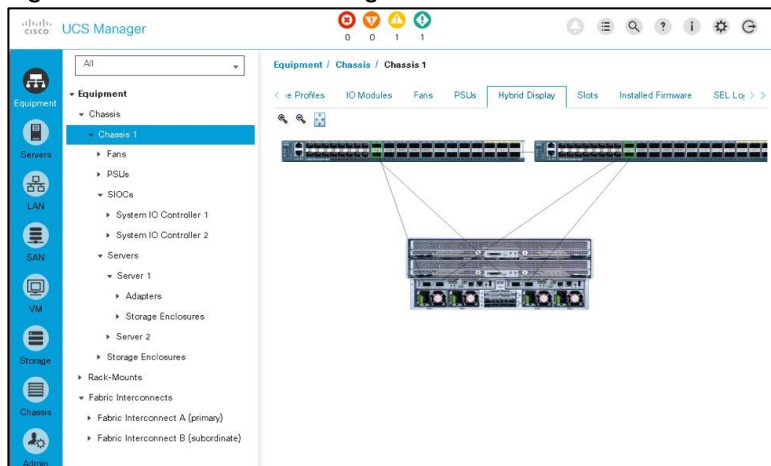 cisco
UCS Manager
0 0 1 1
?
i
All
Equipment
Chassis
Chassis 1
Fans
PSUs
SIOCs
System IO Controller 1
System IO Controller 2
Servers
Server 1
Adapters
Storage Enclosures
Server 2
Storage Enclosures
Rack-Mounts
Fabric Interconnects
Fabric Interconnect A (primary)
Fabric Interconnect B (subordinate)
Equipment
Servers
LAN
SAN
VM
Storage
Chassis
Admin
Equipment / Chassis / Chassis 1
Profiles IO Modules Fans PSUs Hybrid Display Slots Installed Firmware SEL